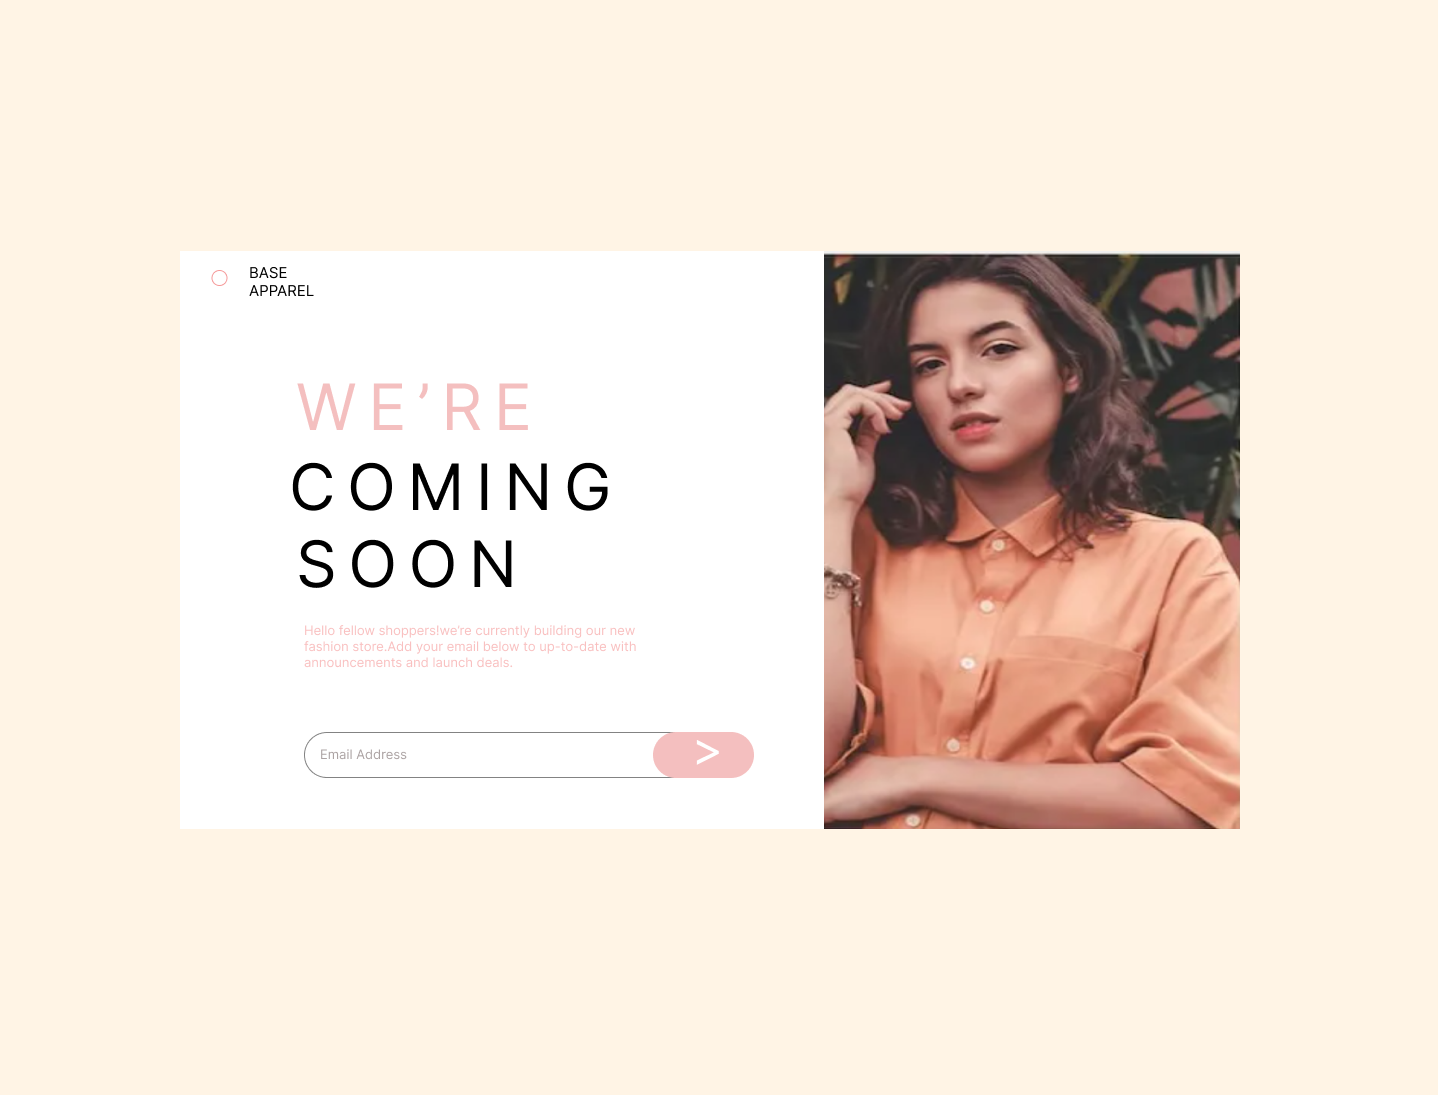 BASE
APPAREL
WE’RE
COMING
SOON
Hello fellow shoppers!we’re currently building our new
fashion store.Add your email below to up-to-date with
announcements and launch deals.
Email Address
>